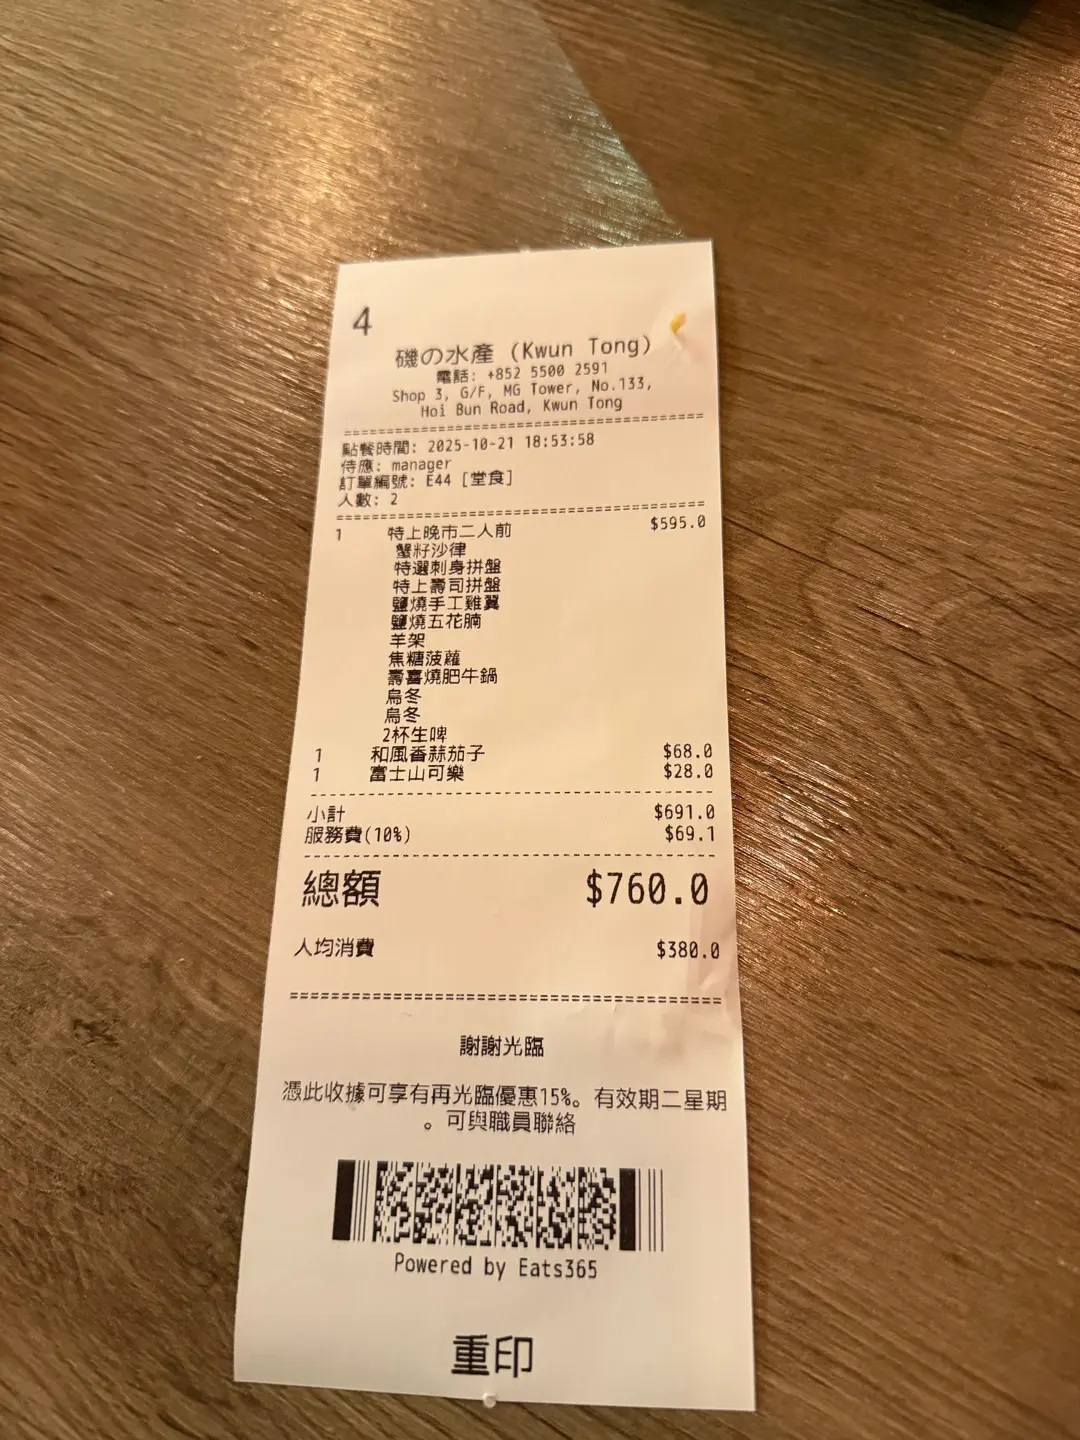 4
磯の水產 (Kwun Tong)
電話: +852 5500 2591
Shop 3, G/F, MG Tower, No.133,
Hoi Bun Road, Kwun Tong
點餐時間: 2025-10-21 18:53:58
侍應: manager
訂單編號: E44 [堂食]
人數: 2
1 特上晚市二人前 $595.0
蟹籽沙律
特選刺身拼盤
特上壽司拼盤
鹽燒手工雞翼
鹽燒五花腩
羊架
焦糖菠蘿
壽喜燒肥牛鍋
烏冬
烏冬
2杯生啤
1 和風香蒜茄子 $68.0
1 富士山可樂 $28.0
小計 $691.0
服務費(10%) $69.1
總額 $760.0
人均消費 $380.0
謝謝光臨
憑此收據可享有再光臨優惠15%。有效期二星期
。可與職員聯絡
Powered by Eats365
重印